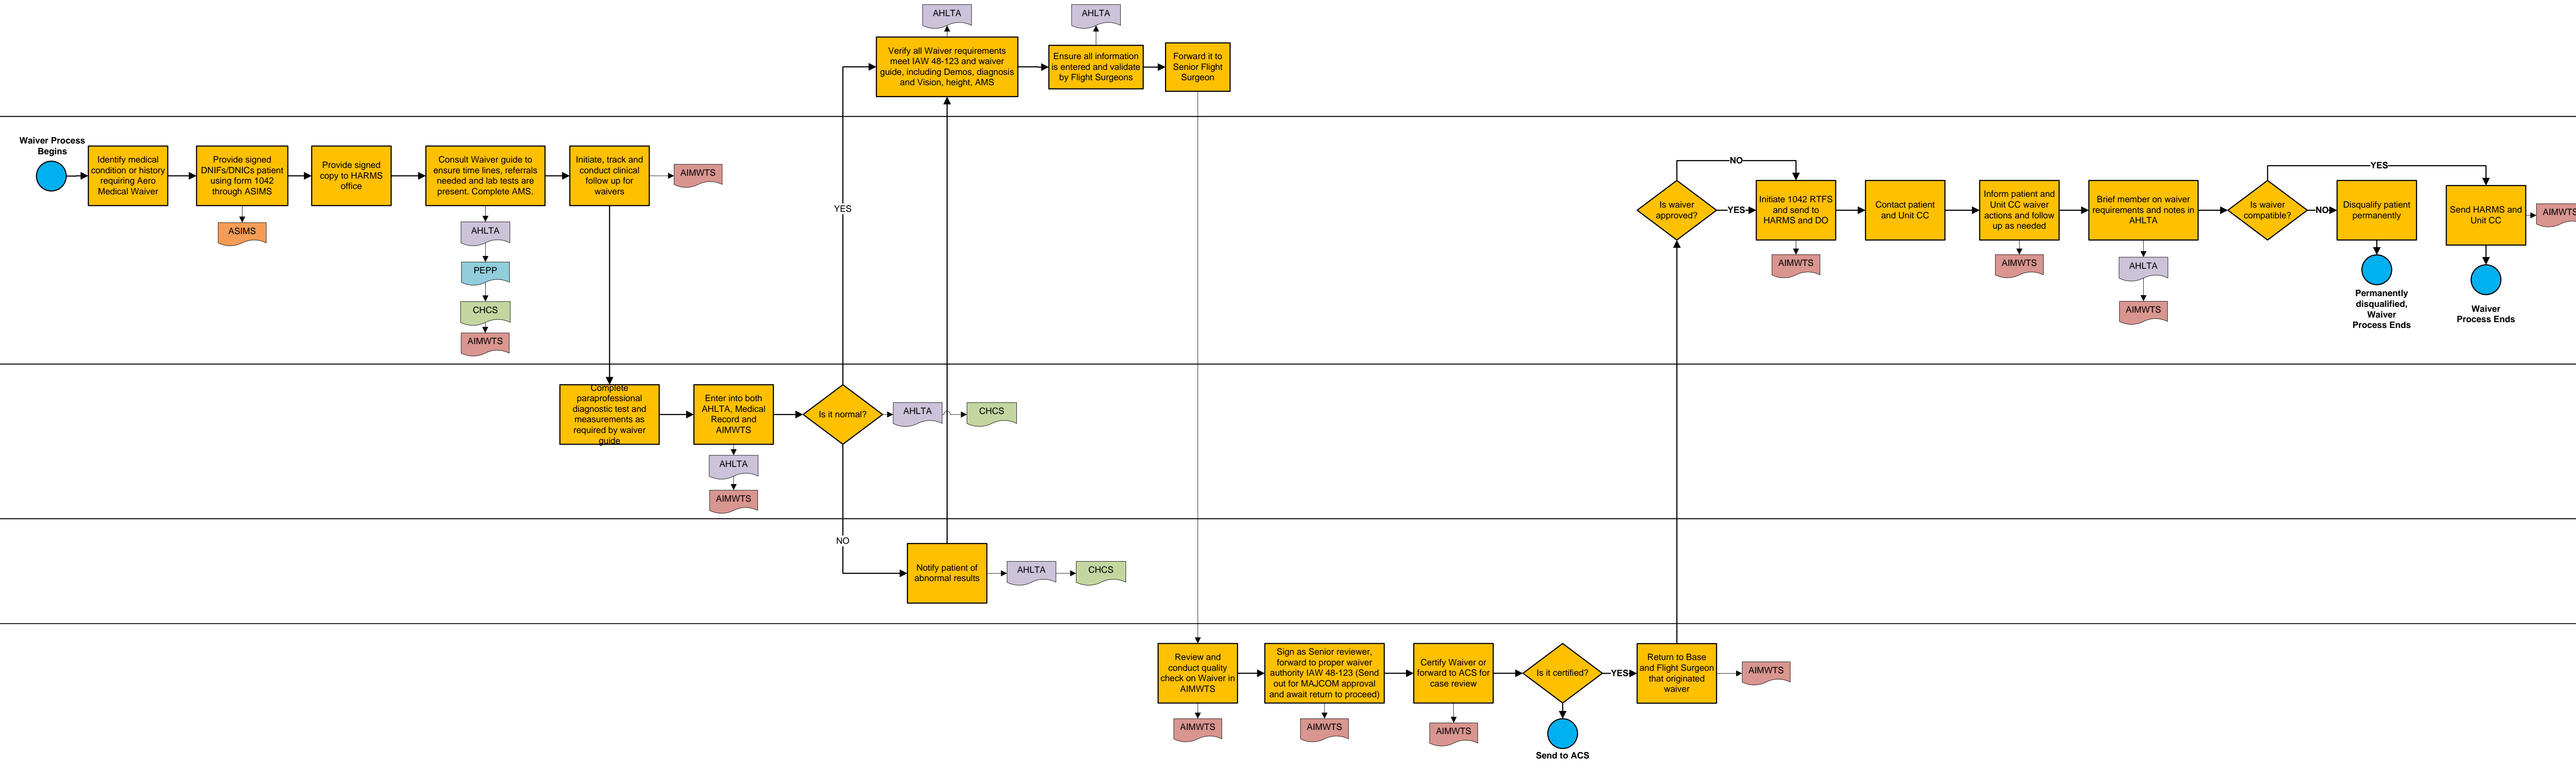 AHLTA
AHLTA
Verify all Waiver requirements
meet IAW 48-123 and waiver
guide, including Demos, diagnosis
and Vision, height, AMS
Ensure all information
is entered and validate
by Flight Surgeons
Forward it to
Senior Flight
Surgeon
Waiver Process
Begins
Identify medical
condition or history
requiring Aero
Medical Waiver
Provide signed
DNIFs/DNICs patient
using form 1042
through ASIMS
ASIMS
Provide signed
copy to HARMS
office
Consult Waiver guide to
ensure time lines, referrals
needed and lab tests are
present. Complete AMS.
AHLTA
PEPP
CHCS
AIMWTS
Initiate, track and
conduct clinical
follow up for
waivers
AIMWTS
YES
Is waiver
approved?
NO
YES
Initiate 1042 RTFS
and send to
HARMS and DO
AIMWTS
Contact patient
and Unit CC
Inform patient and
Unit CC waiver
actions and follow
up as needed
AIMWTS
Brief member on waiver
requirements and notes in
AHLTA
AHLTA
AIMWTS
Is waiver
compatible?
YES
NO
Disqualify patient
permanently
Permanently
disqualified,
Waiver
Process Ends
Send HARMS and
Unit CC
AIMWTS
Waiver
Process Ends
Complete
paraprofessional
diagnostic test and
measurements as
required by waiver
guide
Enter into both
AHLTA, Medical
Record and
AIMWTS
AHLTA
AIMWTS
Is it normal?
AHLTA
CHCS
NO
Notify patient of
abnormal results
AHLTA
CHCS
Review and
conduct quality
check on Waiver in
AIMWTS
AIMWTS
Sign as Senior reviewer,
forward to proper waiver
authority IAW 48-123 (Send
out for MAJCOM approval
and await return to proceed)
AIMWTS
Certify Waiver or
forward to ACS for
case review
AIMWTS
Is it certified?
YES
Send to ACS
Return to Base
and Flight Surgeon
that originated
waiver
AIMWTS